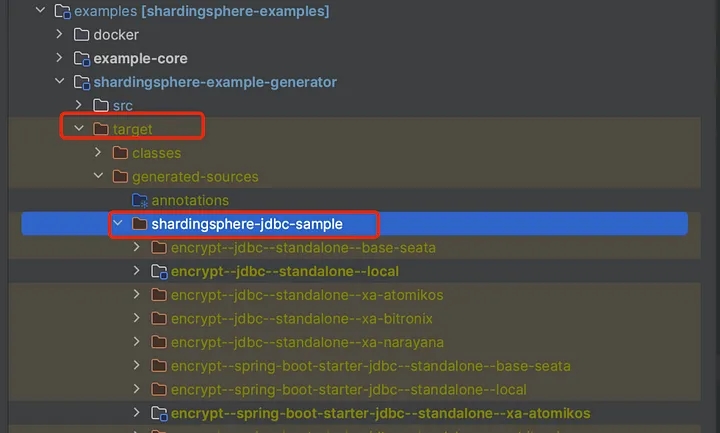 examples [shardingsphere-examples]
docker
example-core
shardingsphere-example-generator
src
target
classes
generated-sources
annotations
shardingsphere-jdbc-sample
encrypt--jdbc--standalone--base-seata
encrypt--jdbc--standalone--local
encrypt--jdbc--standalone--xa-atomikos
encrypt--jdbc--standalone--xa-bitronix
encrypt--jdbc--standalone--xa-narayana
encrypt--spring-boot-starter-jdbc--standalone--base-seata
encrypt--spring-boot-starter-jdbc--standalone--local
encrypt--spring-boot-starter-jdbc--standalone--xa-atomikos